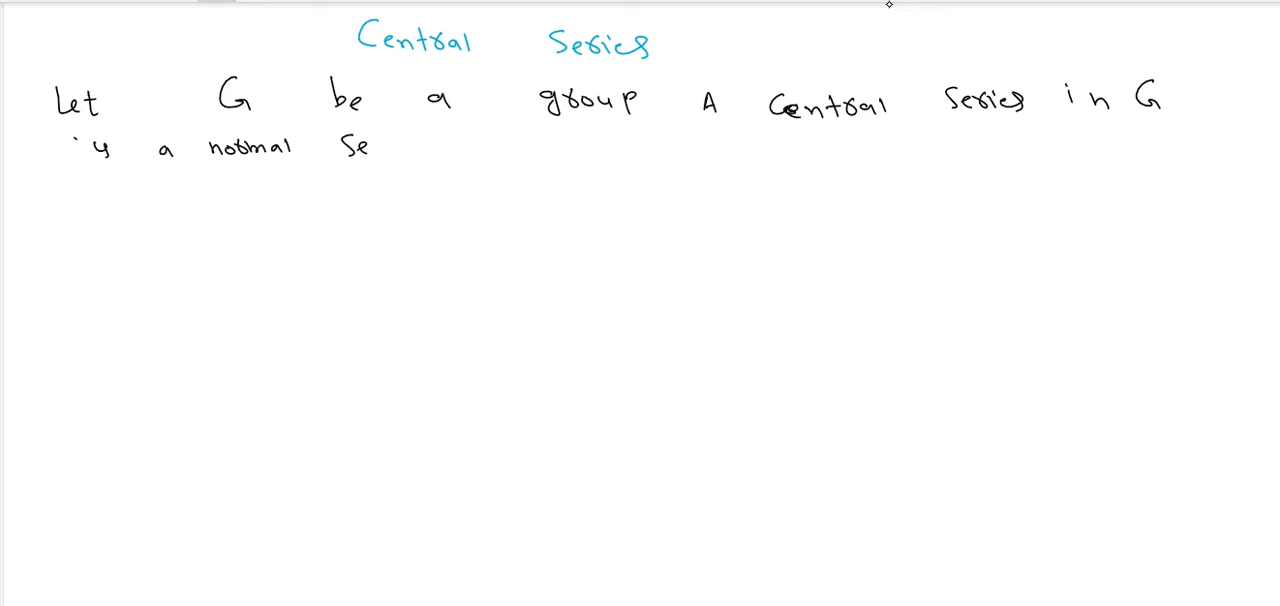 Central Series
Let G be a group A Central Series in G
is a normal Se